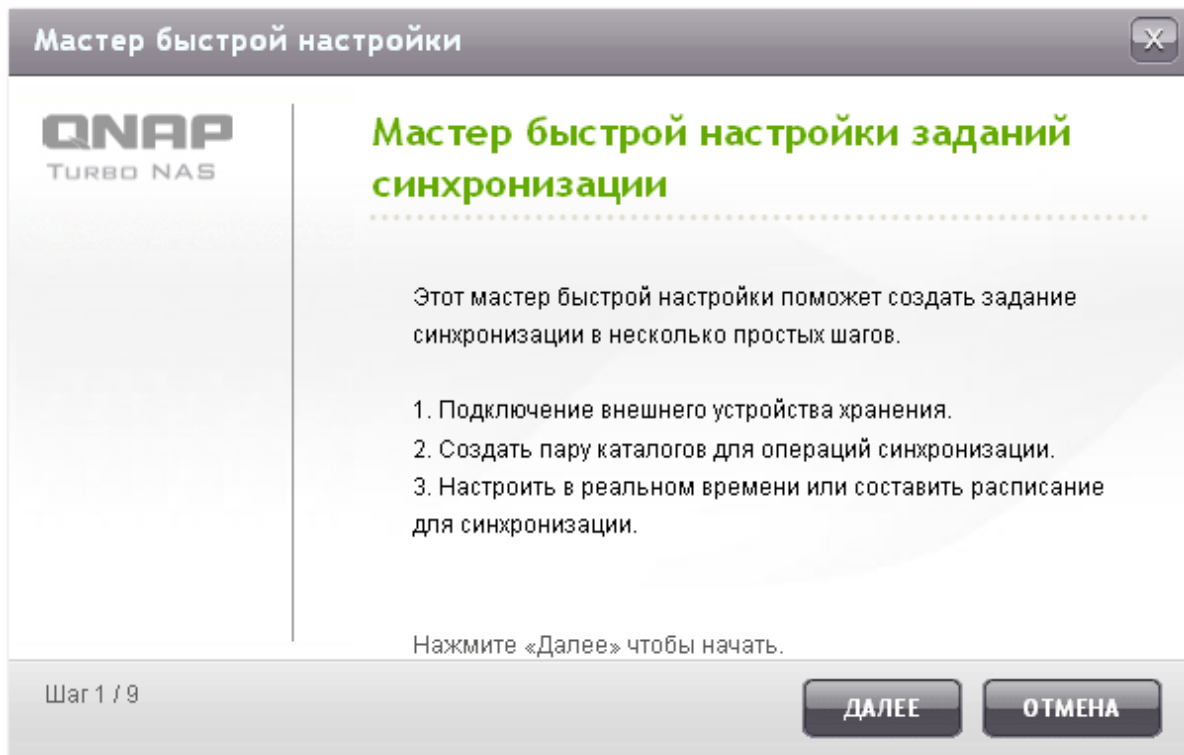 Мастер быстрой настройки
X
QNAP
TURBO NAS
Мастер быстрой настройки заданий
синхронизации
Этот мастер быстрой настройки поможет создать задание
синхронизации в несколько простых шагов.
1. Подключение внешнего устройства хранения.
2. Создать пару каталогов для операций синхронизации.
3. Настроить в реальном времени или составить расписание
для синхронизации.
Нажмите «Далее» чтобы начать.
Шаг 1 / 9
ДАЛЕЕ
ОТМЕНА